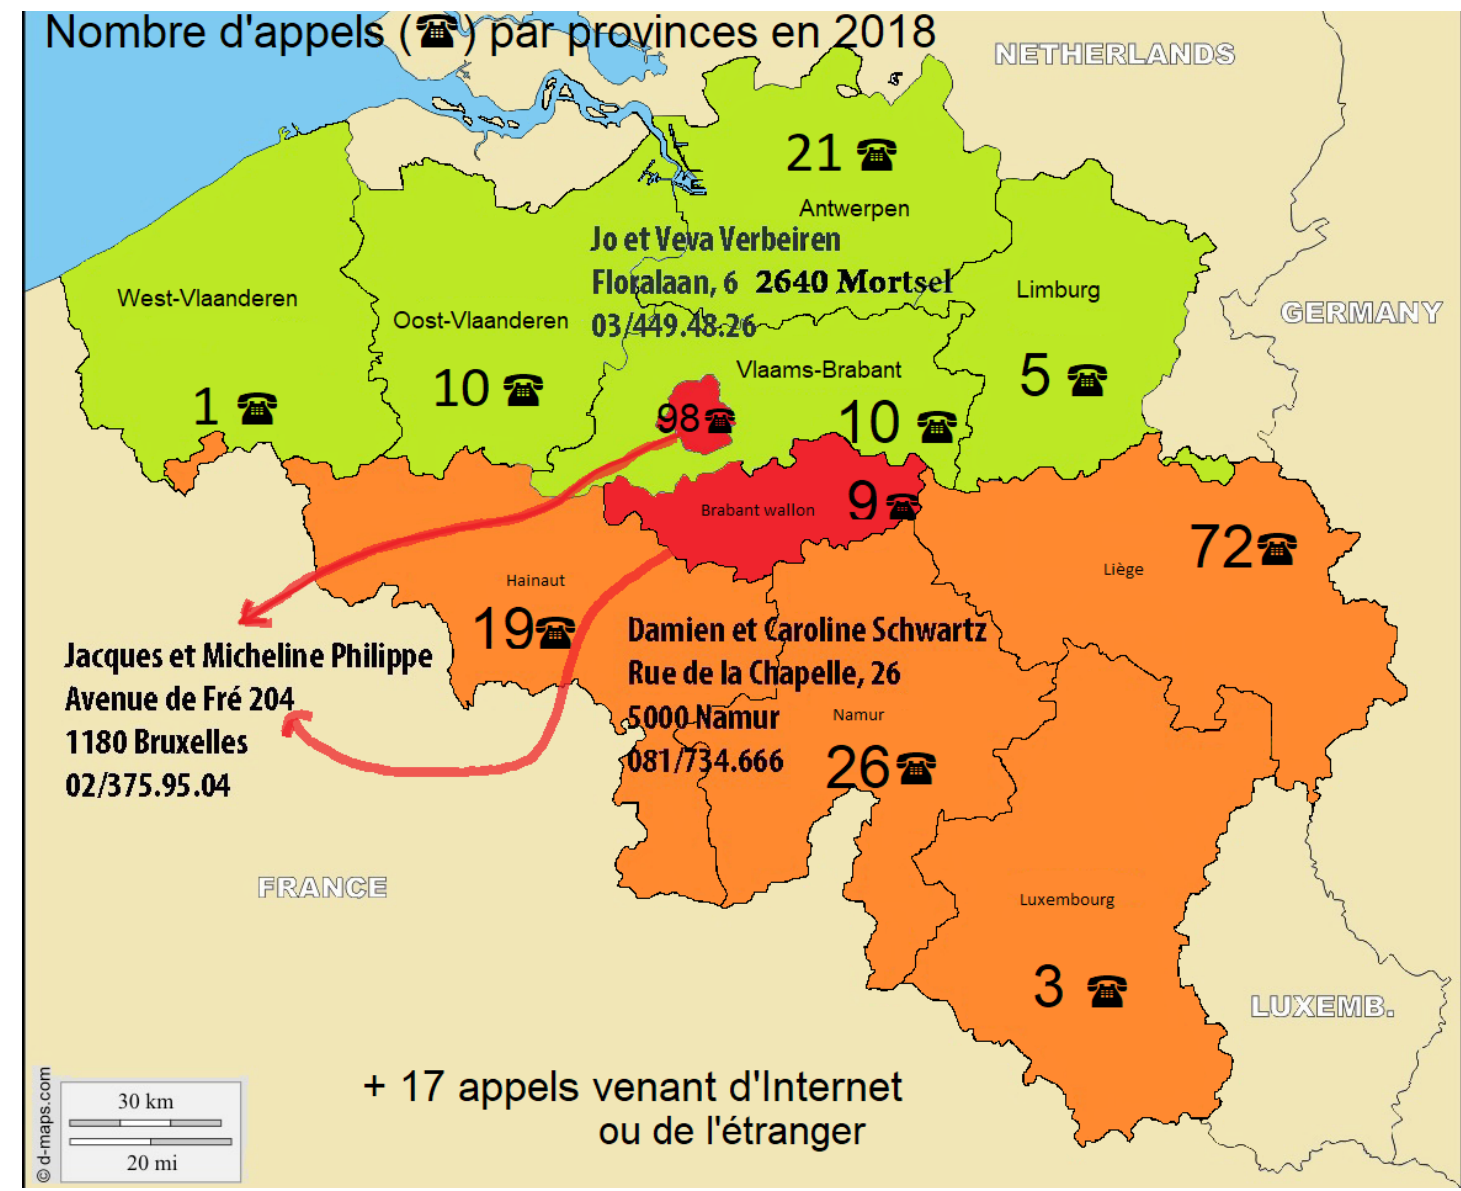 Nombre d'appels (☎) par provinces en 2018
NETHERLANDS
21 ☎
Antwerpen
Jo et Veva Verbeiren
Floralaan, 6 2640 Mortsel
03/449.48.26
West-Vlaanderen
Oost-Vlaanderen
Limburg
GERMANY
Vlaams-Brabant
1 ☎
10 ☎
98 ☎
10 ☎
5 ☎
Brabant wallon
9 ☎
72 ☎
Liège
Hainaut
19 ☎
Jacques et Micheline Philippe
Avenue de Fré 204
1180 Bruxelles
02/375.95.04
Damien et Caroline Schwartz
Rue de la Chapelle, 26
5000 Namur
081/734.666
Namur
26 ☎
FRANCE
Luxembourg
3 ☎
LUXEMB.
+ 17 appels venant d'Internet
ou de l'étranger
30 km
20 mi
© d-maps.com